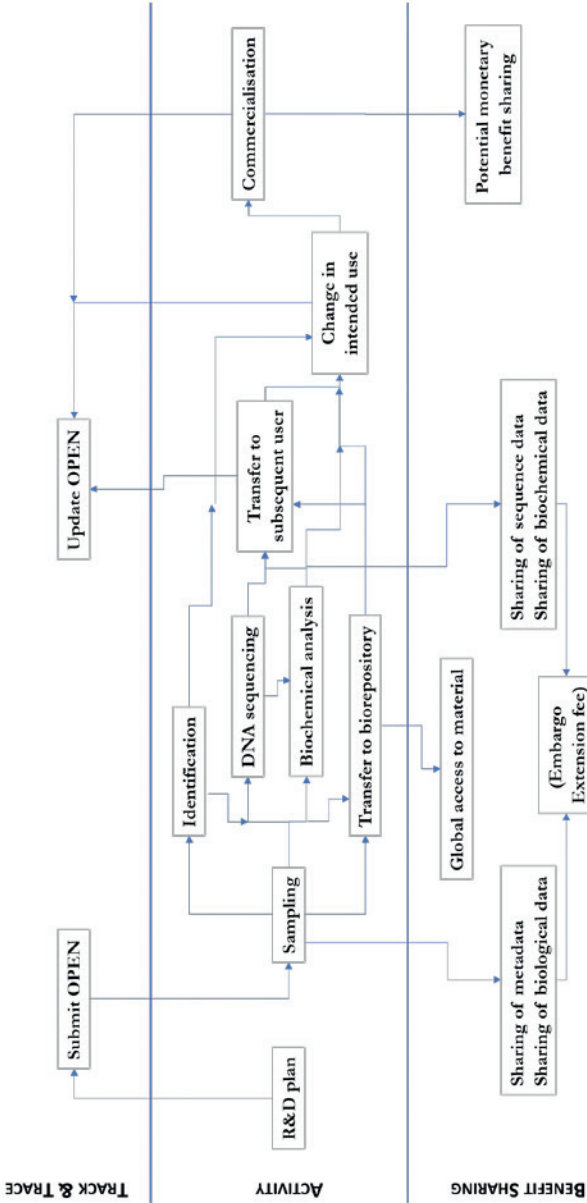 TRACK & TRACE
Submit OPEN
Update OPEN
ACTIVITY
R&D plan
Sampling
Identification
DNA sequencing
Biochemical analysis
Transfer to biorepository
Transfer to
subsequent user
Change in
intended use
Commercialisation
BENEFIT SHARING
Sharing of metadata
Sharing of biological data
Global access to material
(Embargo
Extension fee)
Sharing of sequence data
Sharing of biochemical data
Potential monetary
benefit sharing